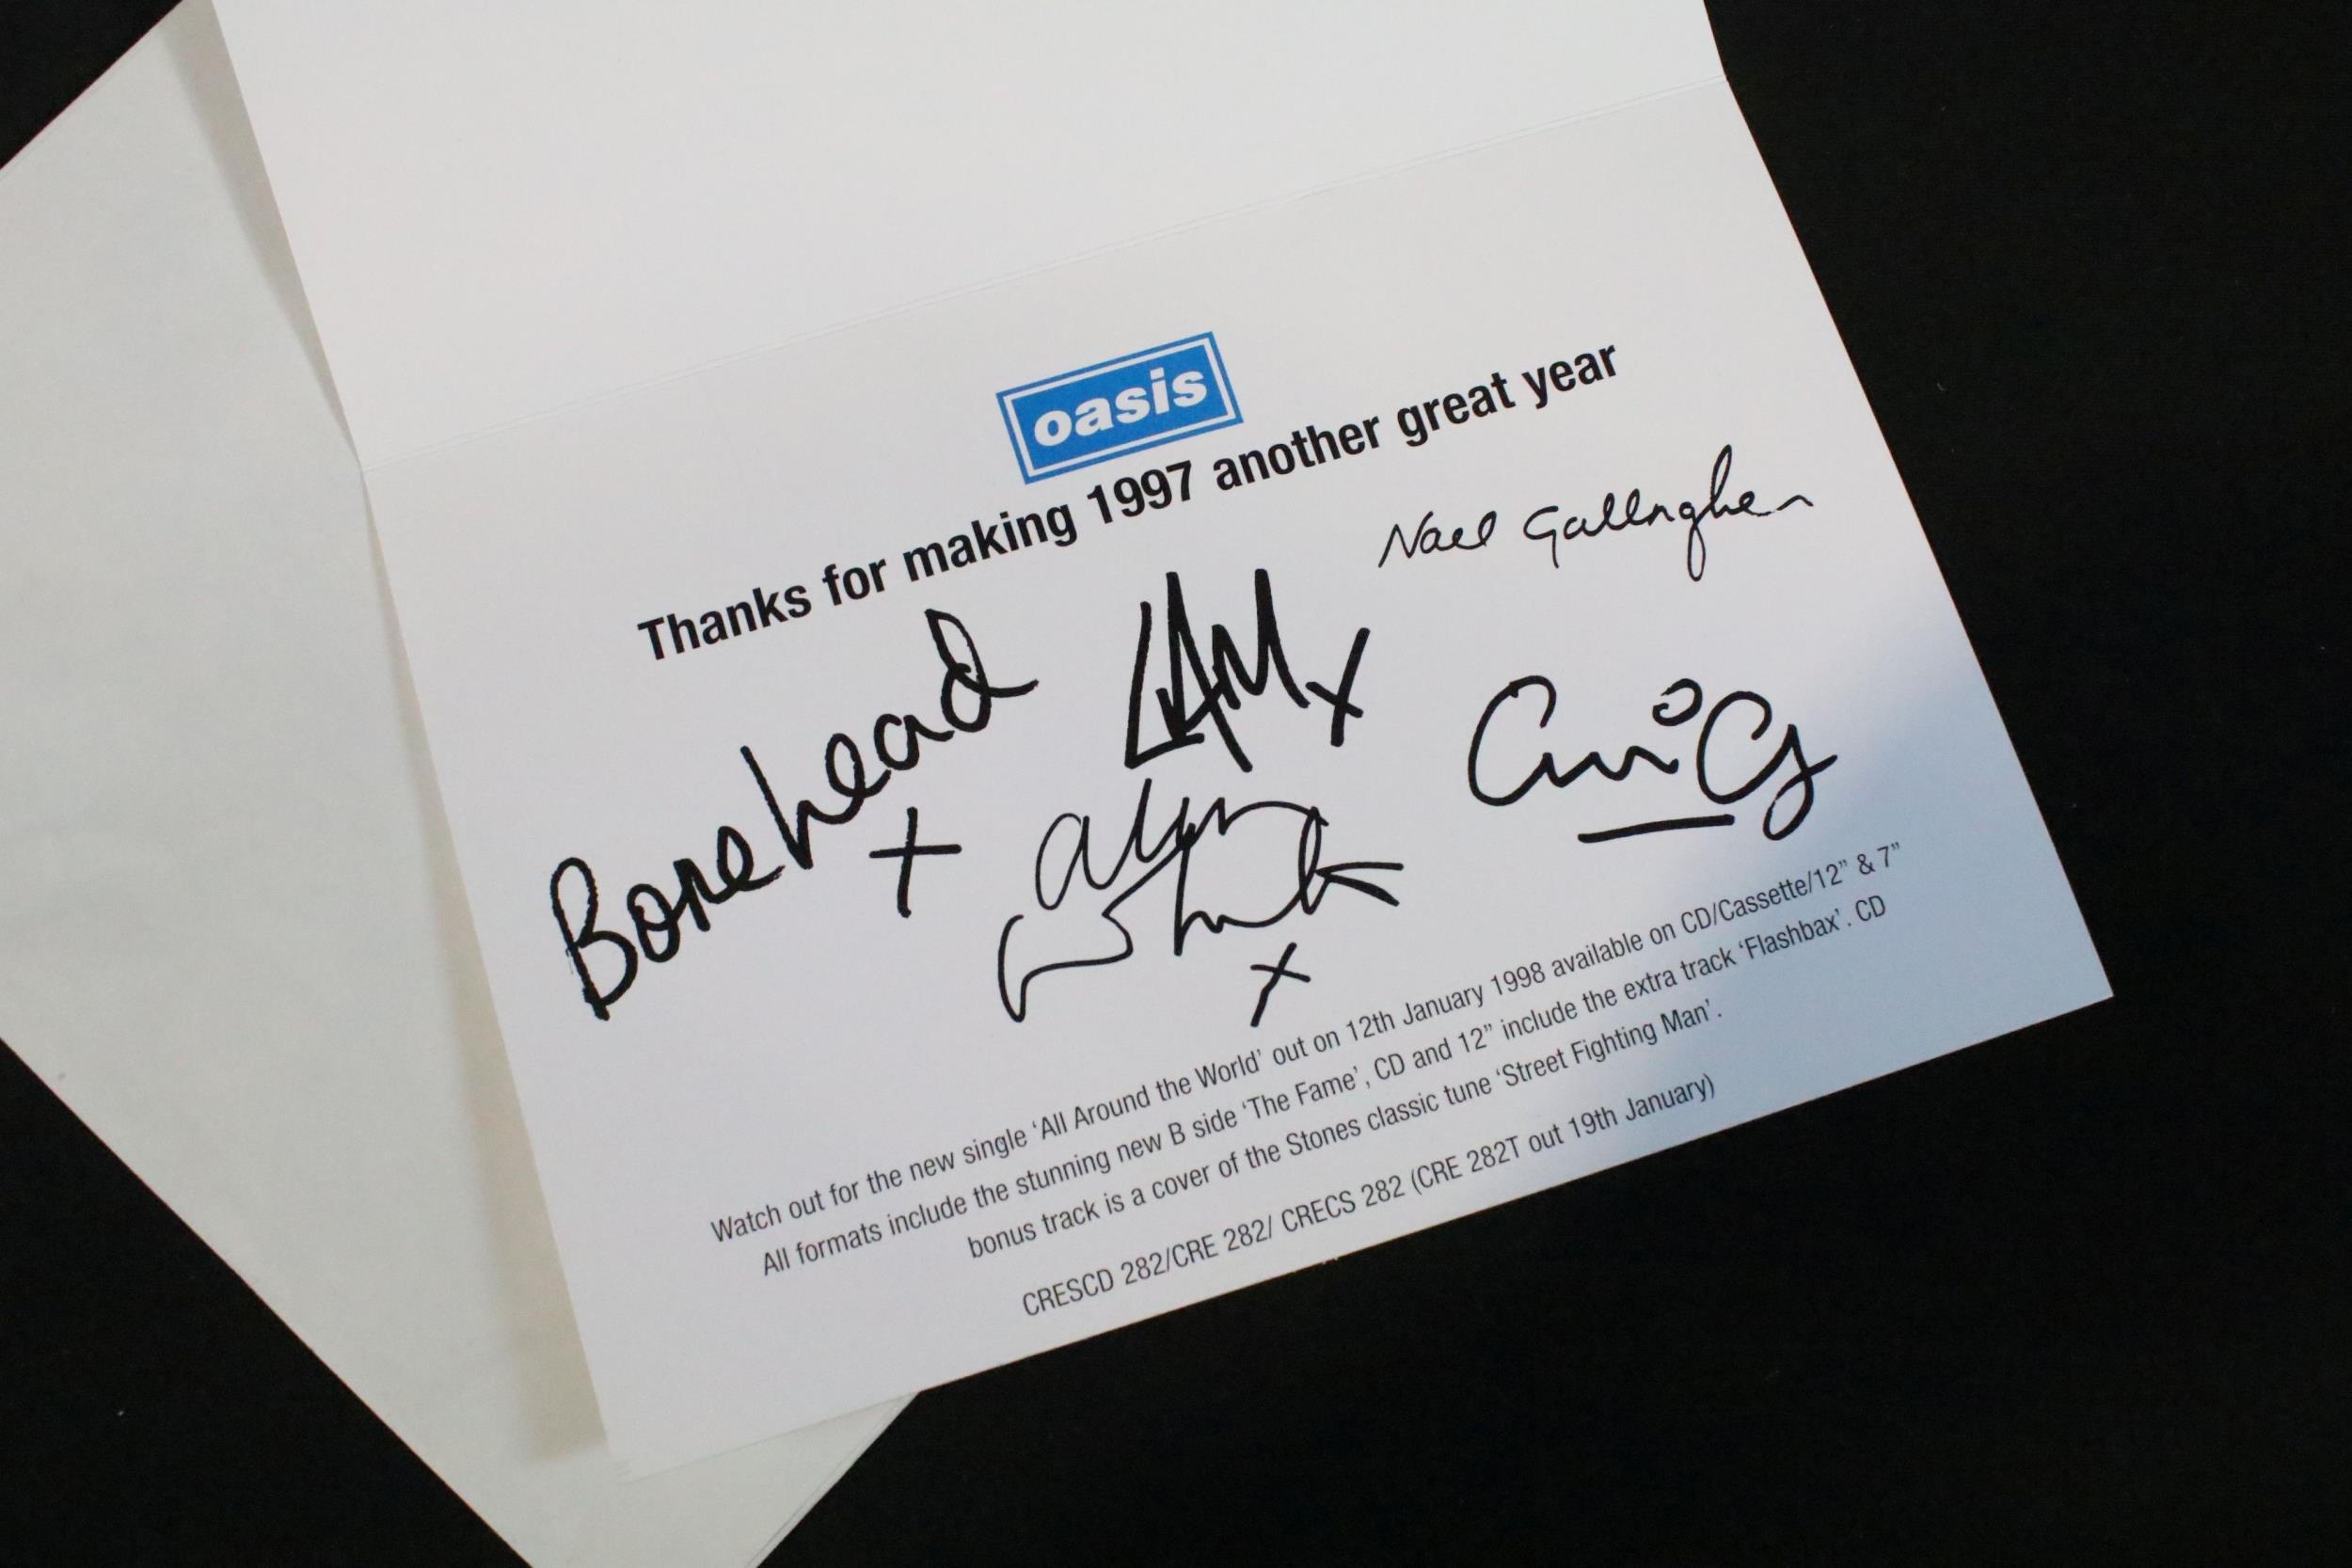 oasis
Thanks for making 1997 another great year
Noel Gallagher
Bonehead x
LIAM x
Guigs
alan white x
Watch out for the new single ‘All Around the World’ out on 12th January 1998 available on CD/Cassette/12” & 7”
All formats include the stunning new B side ‘The Fame’, CD and 12” include the extra track ‘Flashbax’. CD
bonus track is a cover of the Stones classic tune ‘Street Fighting Man’.
CRESCD 282/CRE 282/ CRECS 282 (CRE 282T out 19th January)